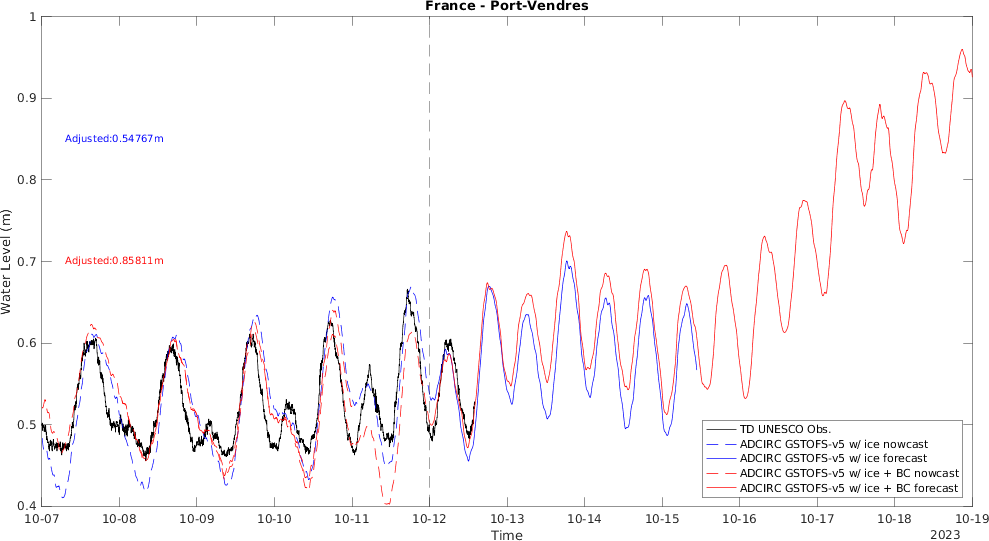 France - Port-Vendres
1
0.9
0.8
0.7
0.6
0.5
0.4
Water Level (m)
Adjusted:0.54767m
Adjusted:0.85811m
TD UNESCO Obs.
ADCIRC GSTOFS-v5 w/ ice nowcast
ADCIRC GSTOFS-v5 w/ ice forecast
ADCIRC GSTOFS-v5 w/ ice + BC nowcast
ADCIRC GSTOFS-v5 w/ ice + BC forecast
10-07 10-08 10-09 10-10 10-11 10-12 10-13 10-14 10-15 10-16 10-17 10-18 10-19
Time
2023